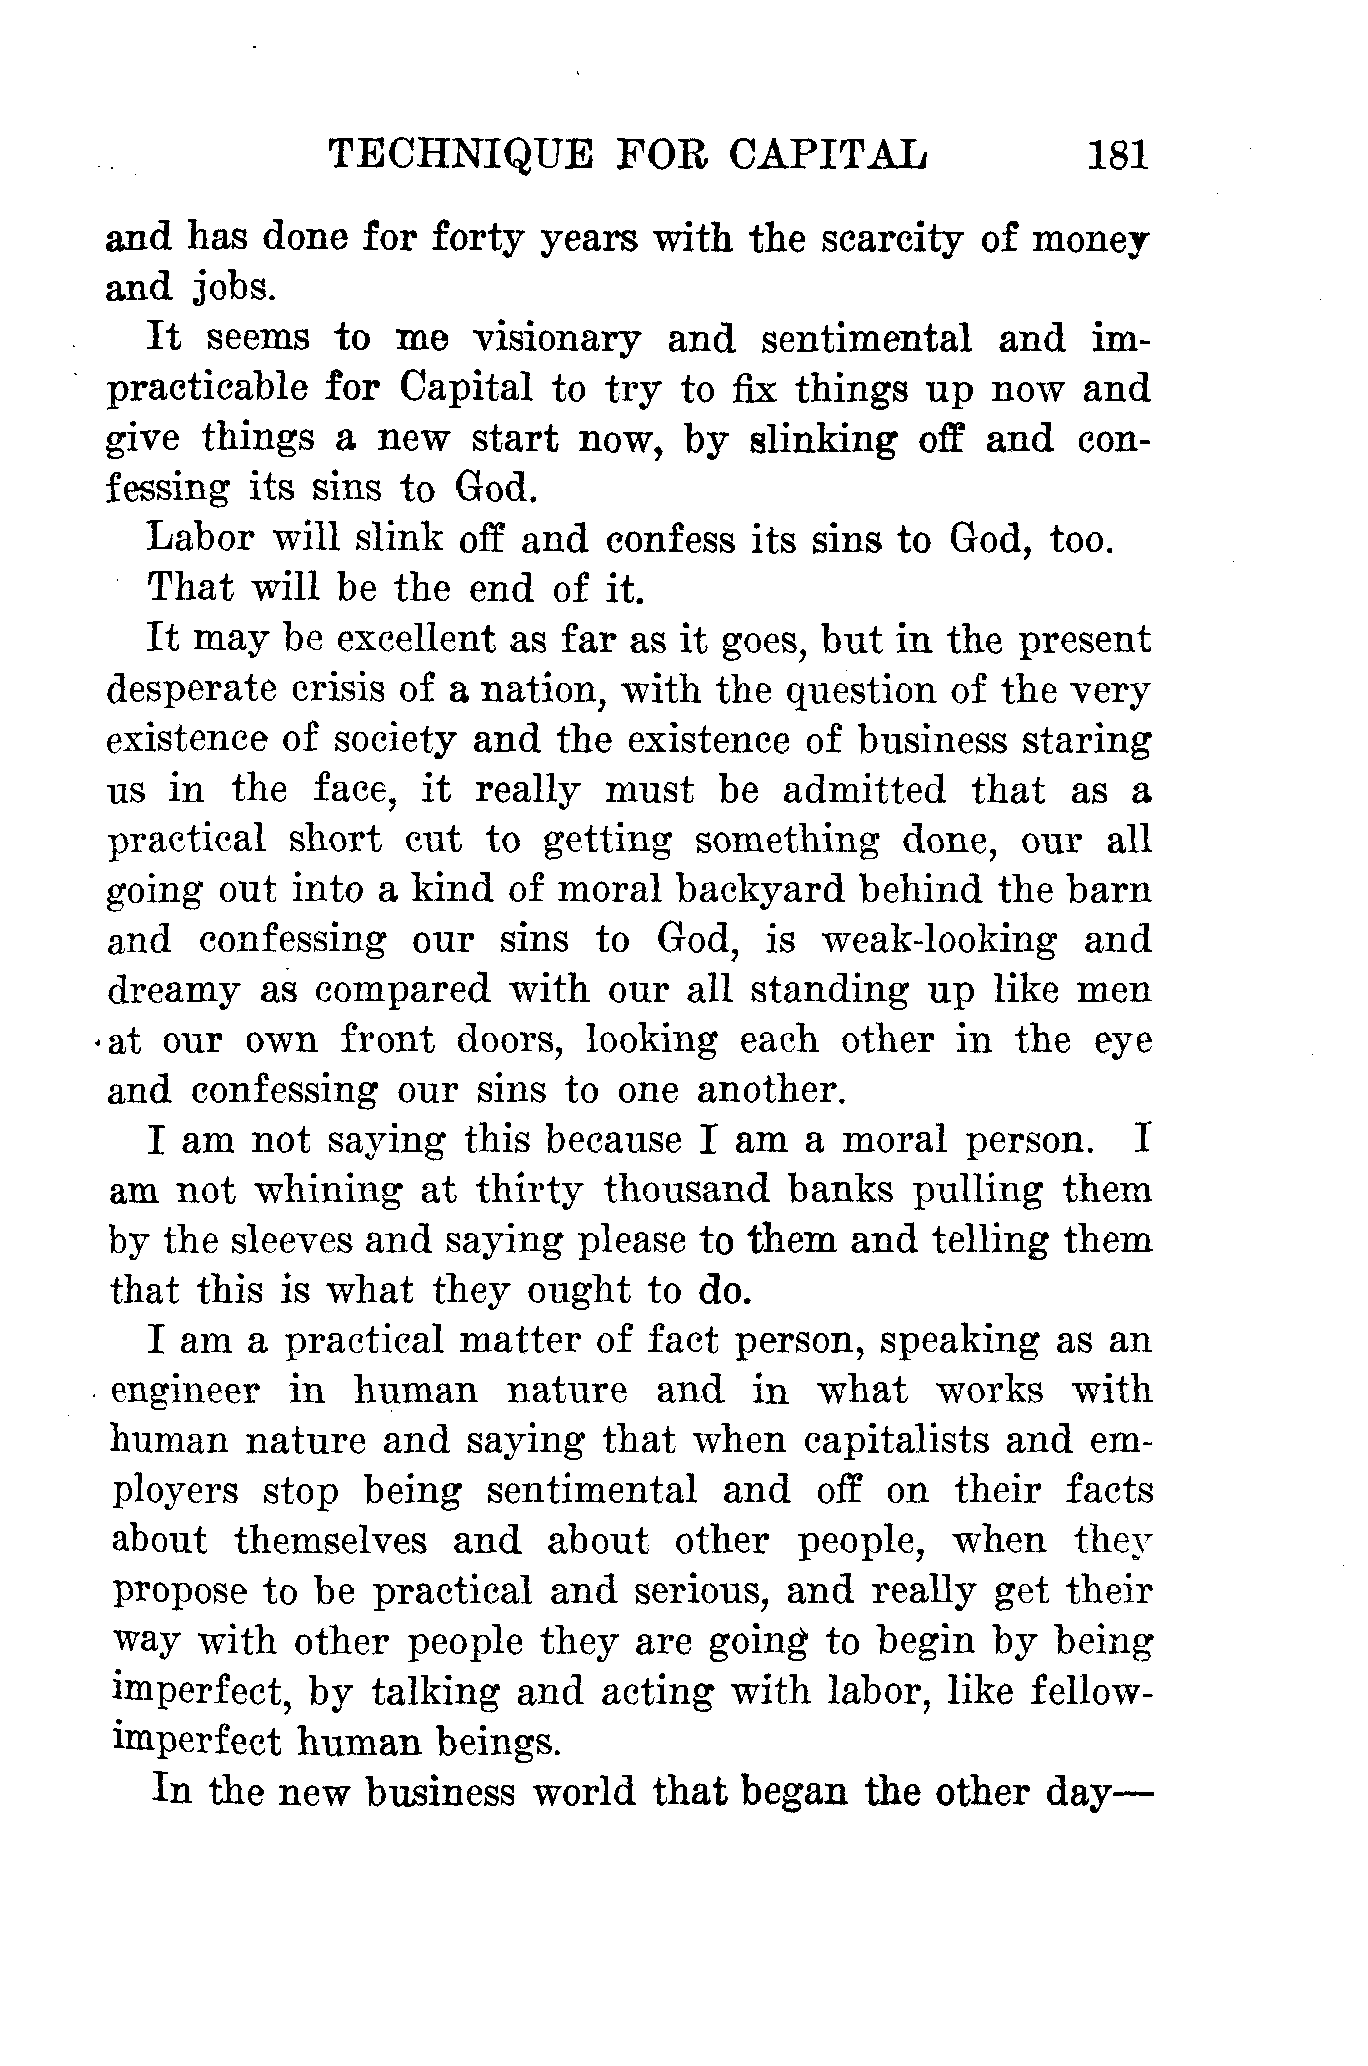 TECHNIQUE FOR CAPITAL 181
and has done for forty years with the scarcity of money
and jobs.
It seems to me visionary and sentimental and im-
practicable for Capital to try to fix things up now and
give things a new start now, by slinking off and con-
fessing its sins to God.
Labor will slink off and confess its sins to God, too.
That will be the end of it.
It may be excellent as far as it goes, but in the present
desperate crisis of a nation, with the question of the very
existence of society and the existence of business staring
us in the face, it really must be admitted that as a
practical short cut to getting something done, our all
going out into a kind of moral backyard behind the barn
and confessing our sins to God, is weak-looking and
dreamy as compared with our all standing up like men
at our own front doors, looking each other in the eye
and confessing our sins to one another.
I am not saying this because I am a moral person. I
am not whining at thirty thousand banks pulling them
by the sleeves and saying please to them and telling them
that this is what they ought to do.
I am a practical matter of fact person, speaking as an
engineer in human nature and in what works with
human nature and saying that when capitalists and em-
ployers stop being sentimental and off on their facts
about themselves and about other people, when they
propose to be practical and serious, and really get their
way with other people they are going to begin by being
imperfect, by talking and acting with labor, like fellow-
imperfect human beings.
In the new business world that began the other day—